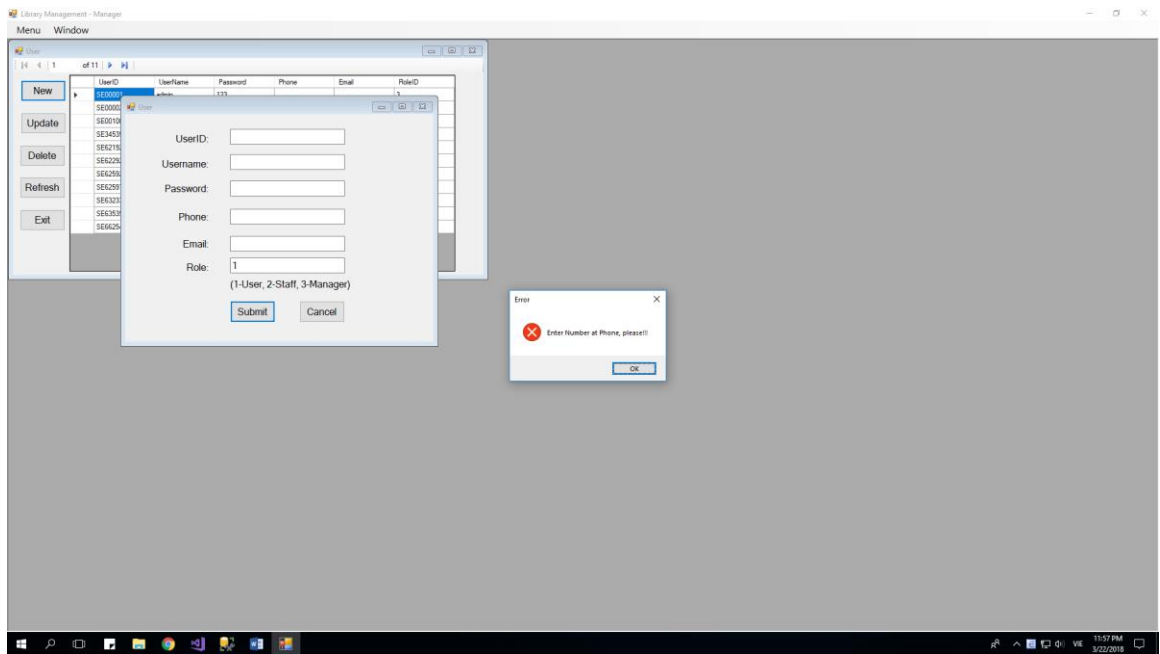 Library Management - Manager
Menu Window
User
1 of 11
UserID UserName Password Phone Email RoleID
New
SE00001 admin 123 3
User
Update
Delete
Refresh
Exit
UserID:
Username:
Password:
Phone:
Email:
Role: 1
(1-User, 2-Staff, 3-Manager)
Submit Cancel
Error
Enter Number at Phone, please!!!
OK
VIE
11:57 PM
3/22/2018